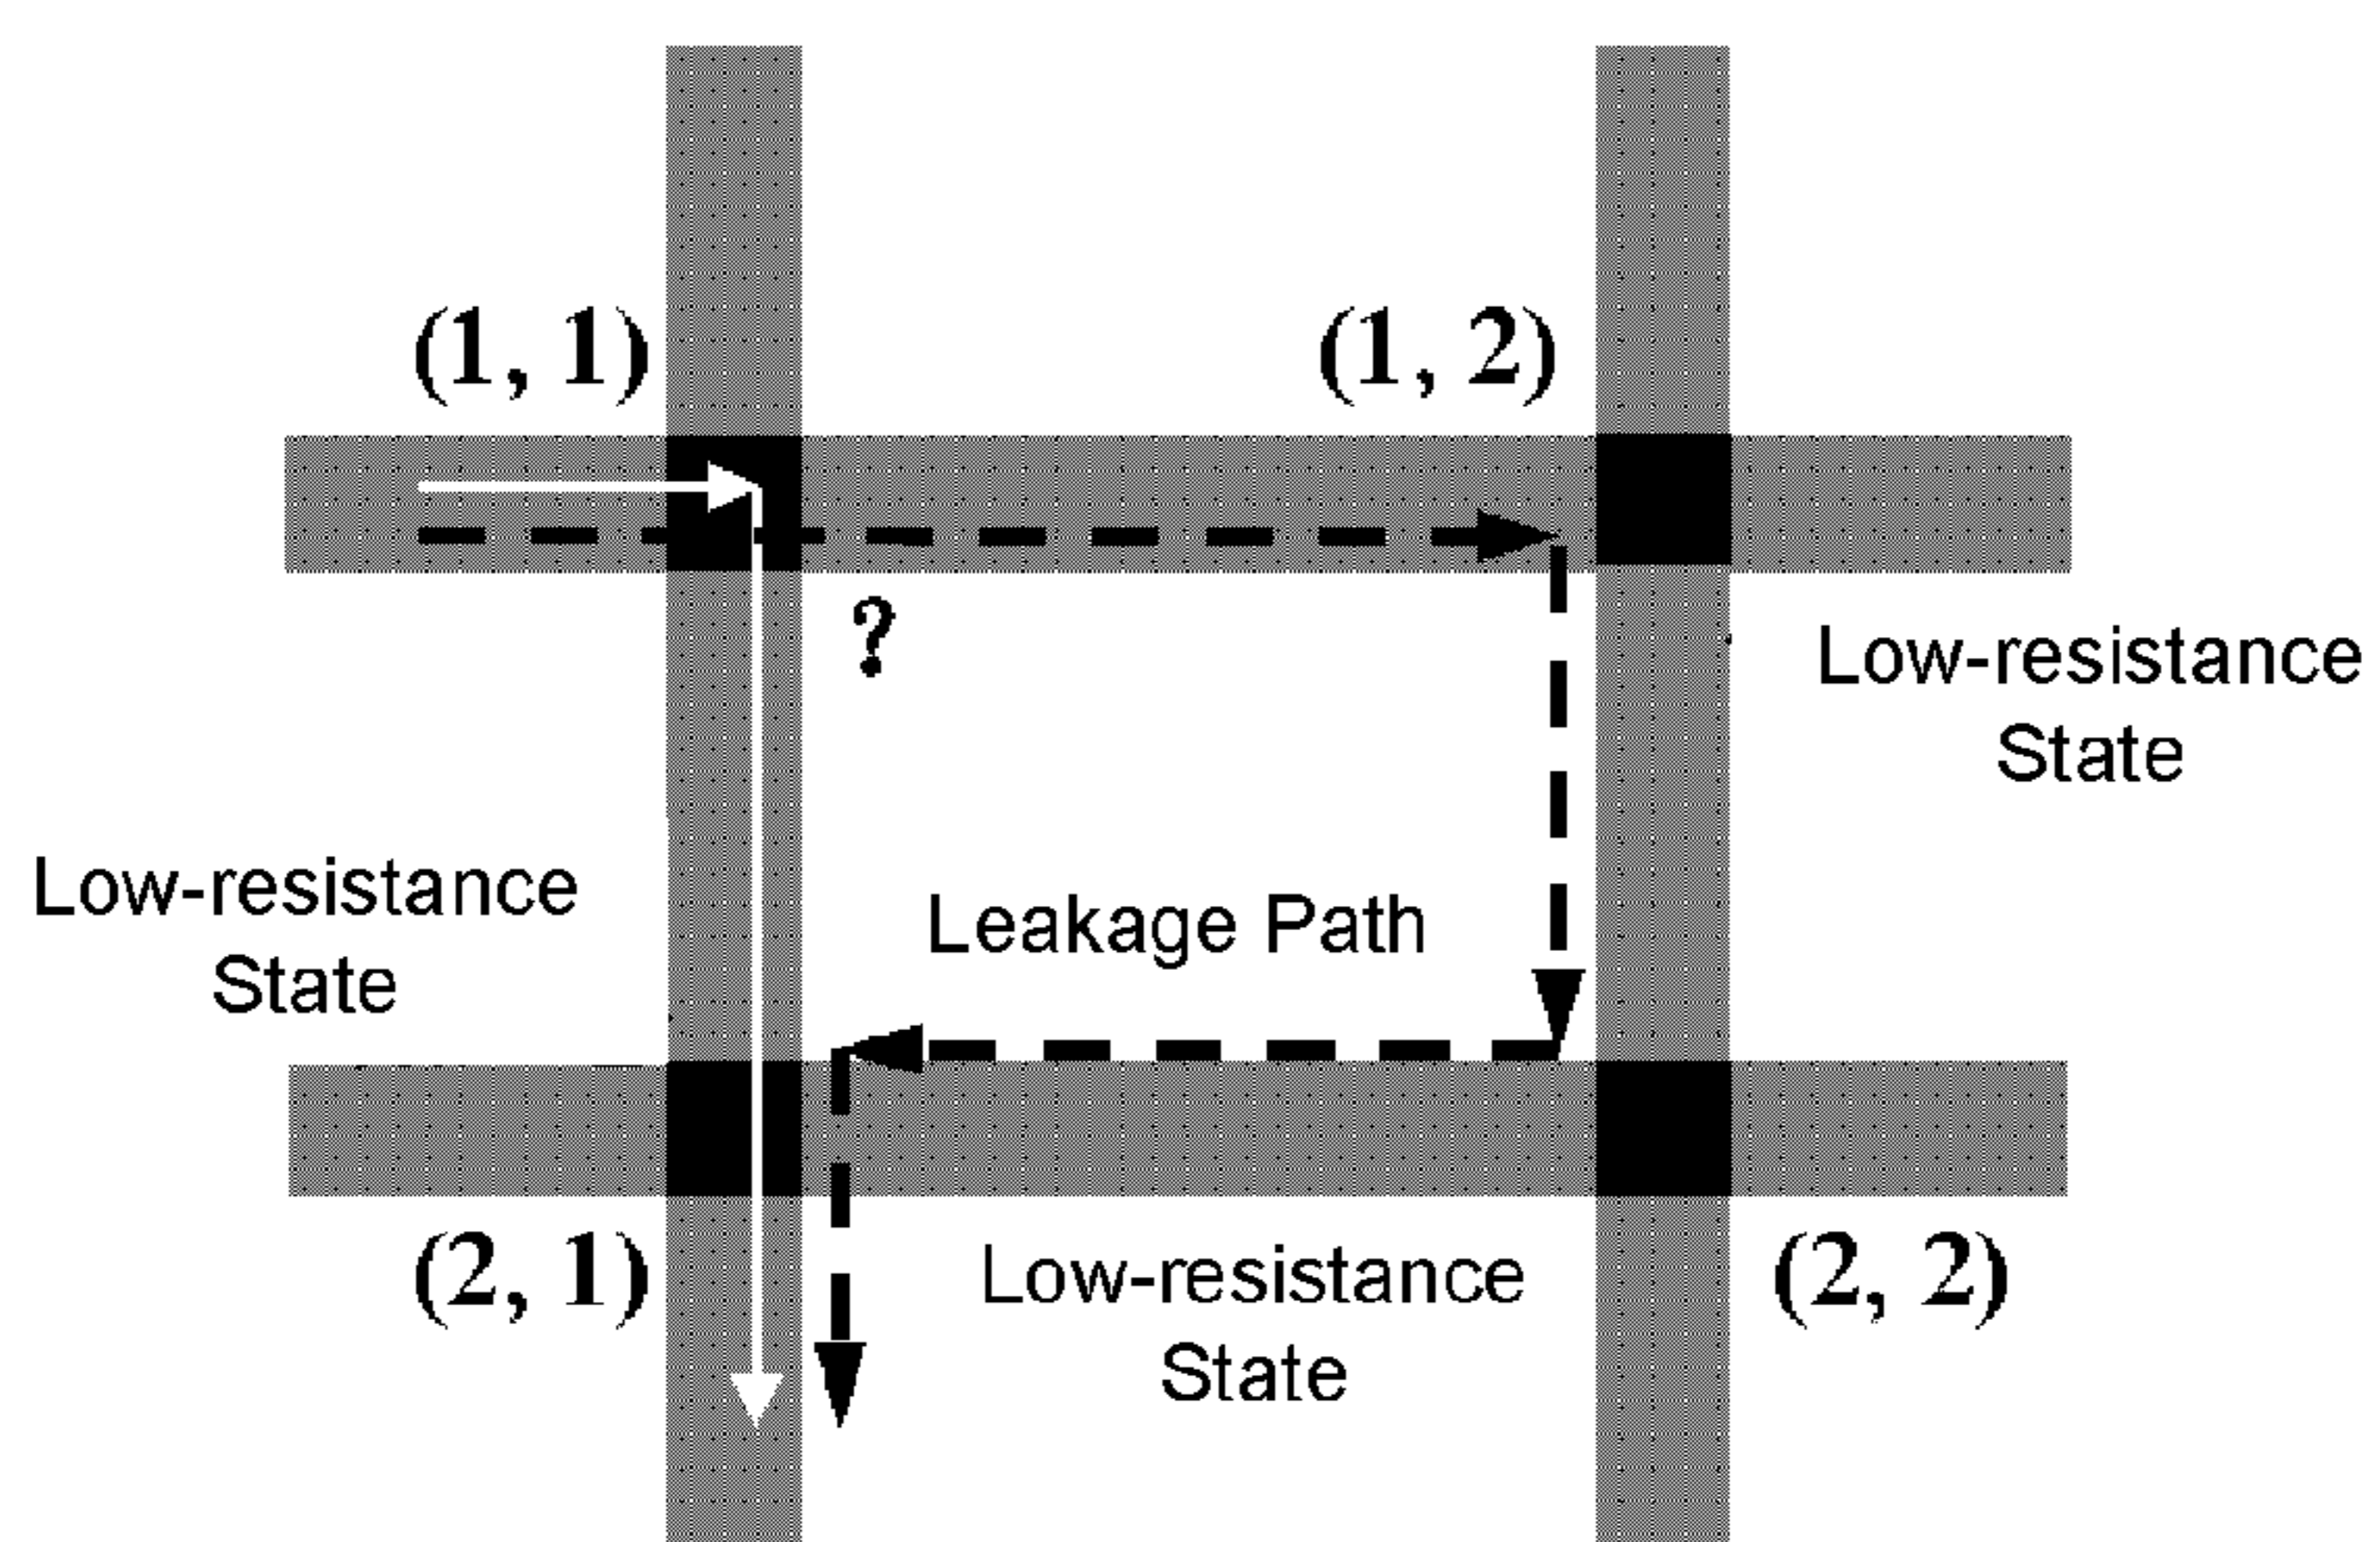 (1, 1)
(1, 2)
?
Low-resistance
State
Low-resistance
State
Leakage Path
(2, 1)
Low-resistance
State
(2, 2)